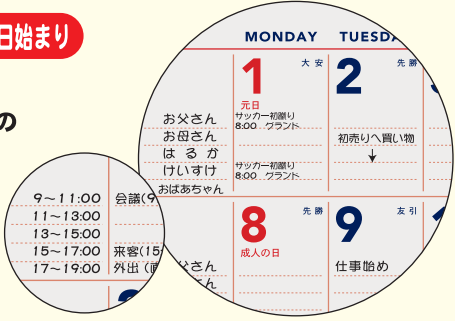 日始まり
の
MONDAY TUESD
1 大安 2 先勝
元日
サッカー初蹴り
8:00 グランド
お父さん
お母さん
はるか
けいすけ
おばあちゃん
初売りへ買い物
↓
サッカー初蹴り
8:00 グランド
8 先勝 9 友引
成人の日
仕事始め
父さん
さん
9~11:00 会議(9
11~13:00
13~15:00
15~17:00 来客(15
17~19:00 外出(直